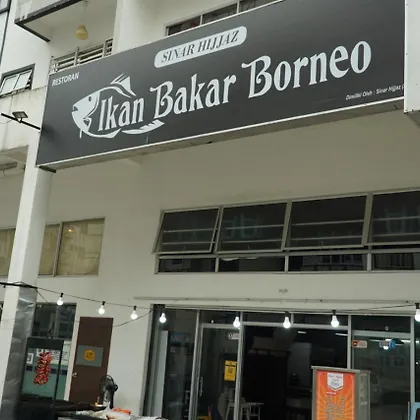 SINAR HIJJAZ
RESTORAN
Ikan Bakar Borneo
Dimiliki Oleh : Sinar Hijjaz